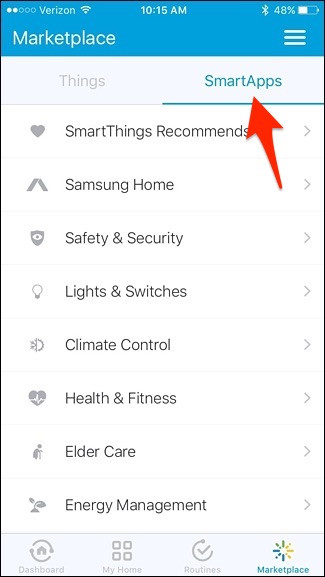 Verizon 10:15 AM 48%
Marketplace
Things SmartApps
SmartThings Recommends
Samsung Home
Safety & Security
Lights & Switches
Climate Control
Health & Fitness
Elder Care
Energy Management
Dashboard My Home Routines Marketplace